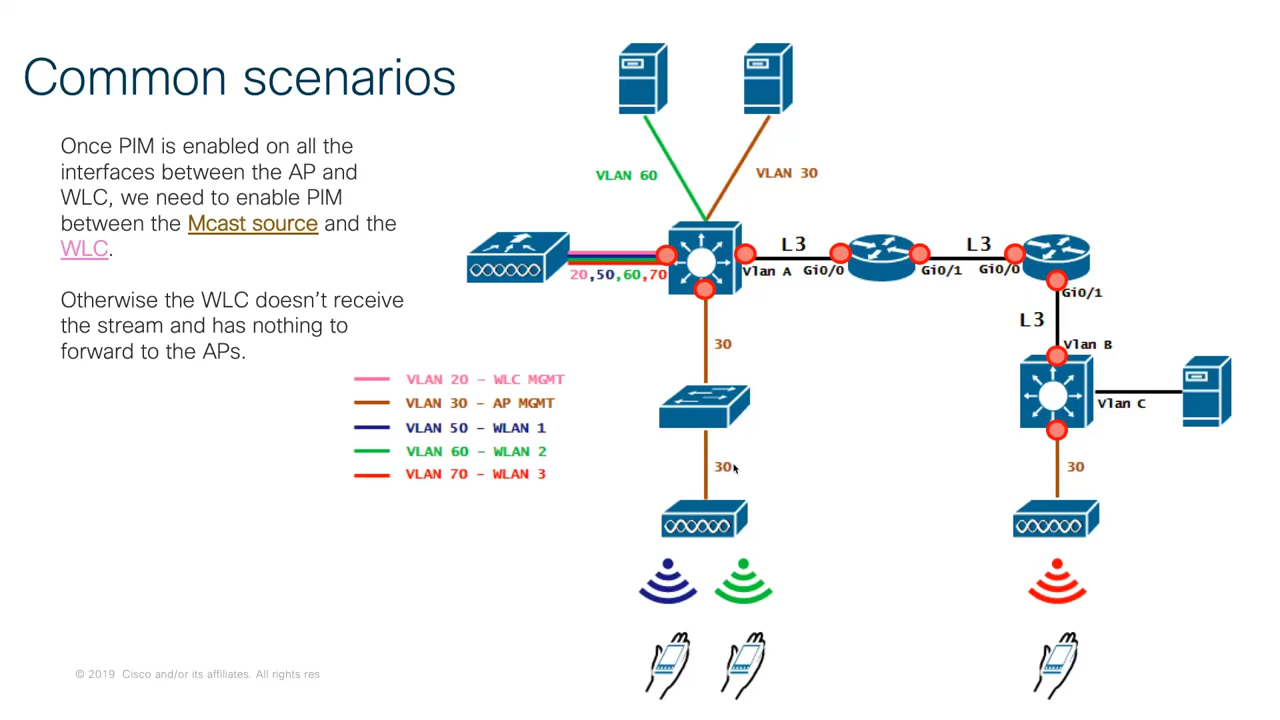 Common scenarios
Once PIM is enabled on all the
interfaces between the AP and
WLC, we need to enable PIM
between the Mcast source and the
WLC.
Otherwise the WLC doesn't receive
the stream and has nothing to
forward to the APs.
VLAN 60
VLAN 30
20,50,60,70
Vlan A
L3
Gi0/0
Gi0/1
L3
Gi0/0
Gi0/1
L3
Vlan B
Vlan C
30
30
30
VLAN 20 - WLC MGMT
VLAN 30 - AP MGMT
VLAN 50 - WLAN 1
VLAN 60 - WLAN 2
VLAN 70 - WLAN 3
© 2019 Cisco and/or its affiliates. All rights res